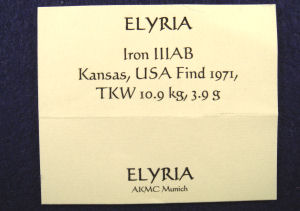 ELYRIA
Iron IIIAB
Kansas, USA Find 1971,
TKW 10.9 kg, 3.9 g
ELYRIA
AKMC Munich